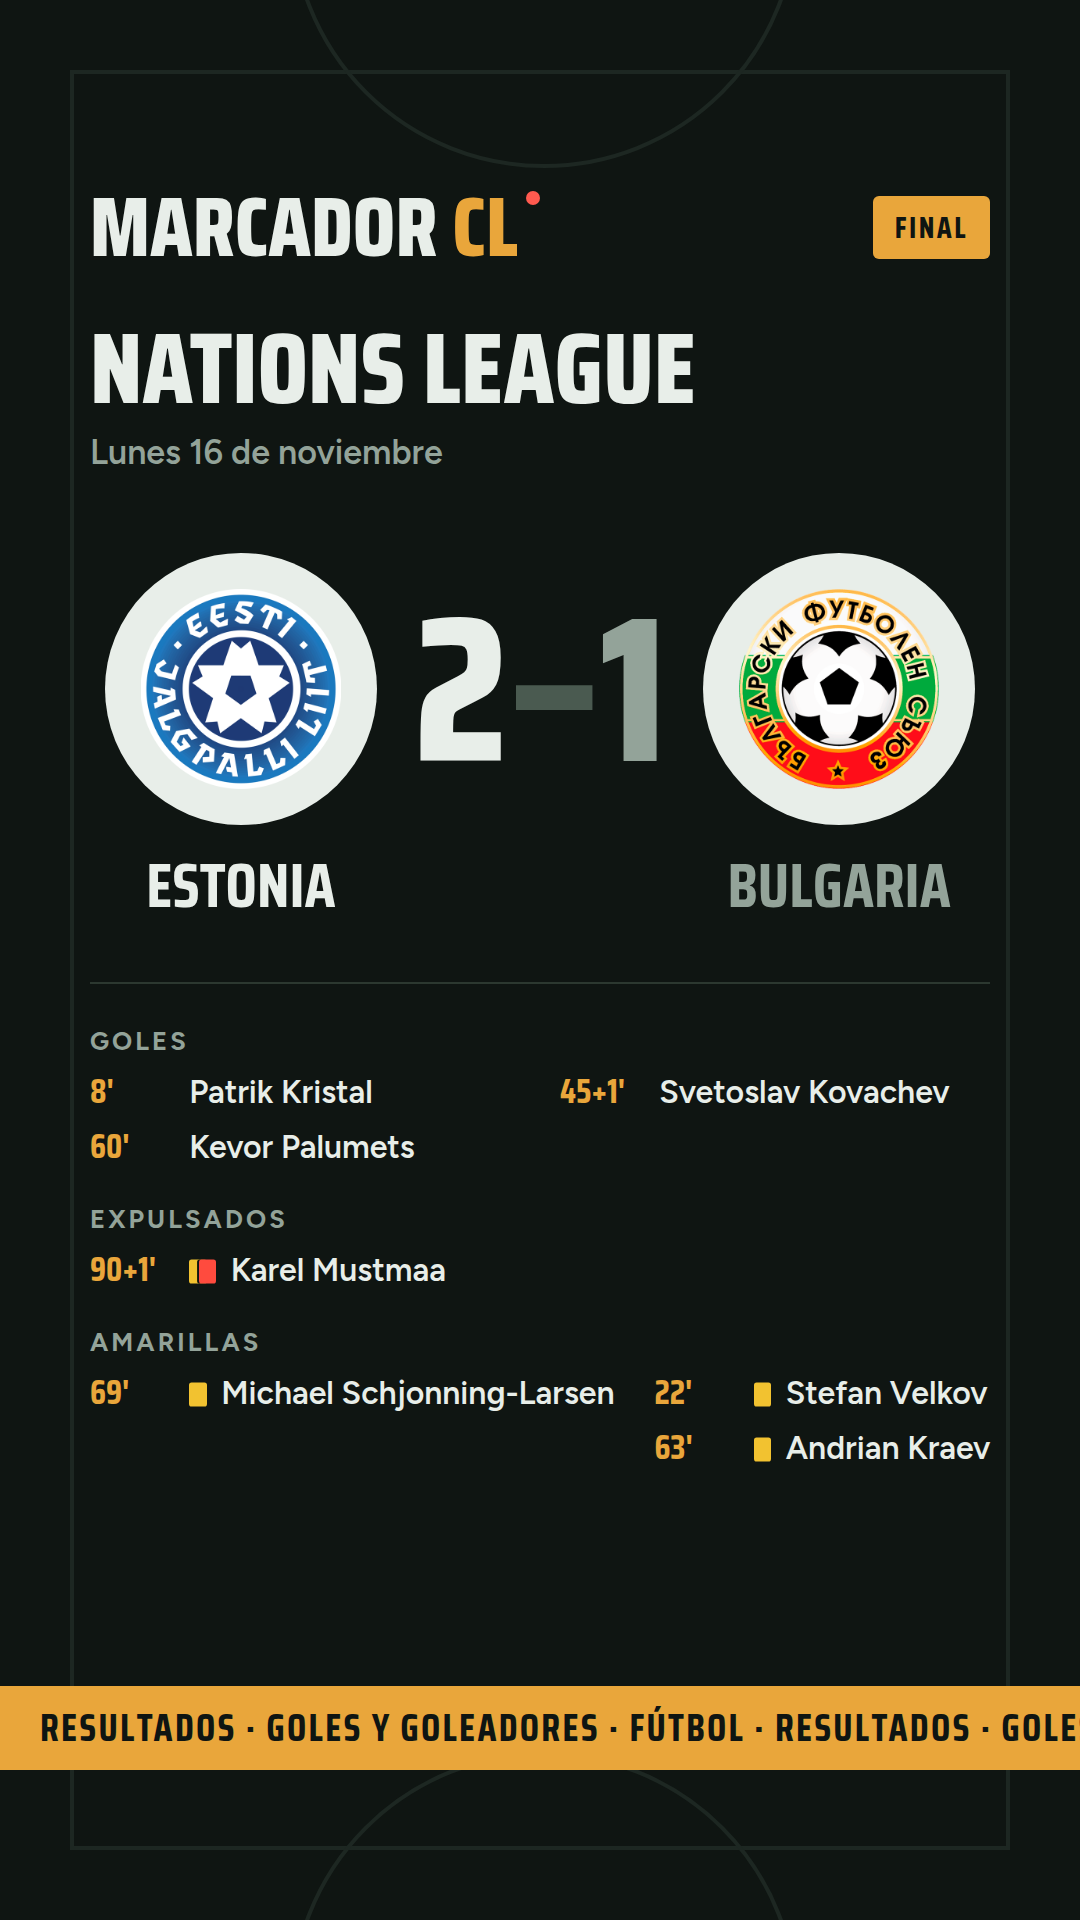 MARCADOR CL
FINAL
NATIONS LEAGUE
Lunes 16 de noviembre
EESTI · JALGPALLI LIIT ·
2-1
БЪЛГАРСКИ ФУТБОЛЕН СЪЮЗ
ESTONIA
BULGARIA
GOLES
8' Patrik Kristal
45+1' Svetoslav Kovachev
60' Kevor Palumets
EXPULSADOS
90+1' Karel Mustmaa
AMARILLAS
69' Michael Schjonning-Larsen
22' Stefan Velkov
63' Andrian Kraev
RESULTADOS · GOLES Y GOLEADORES · FÚTBOL · RESULTADOS · GOLES